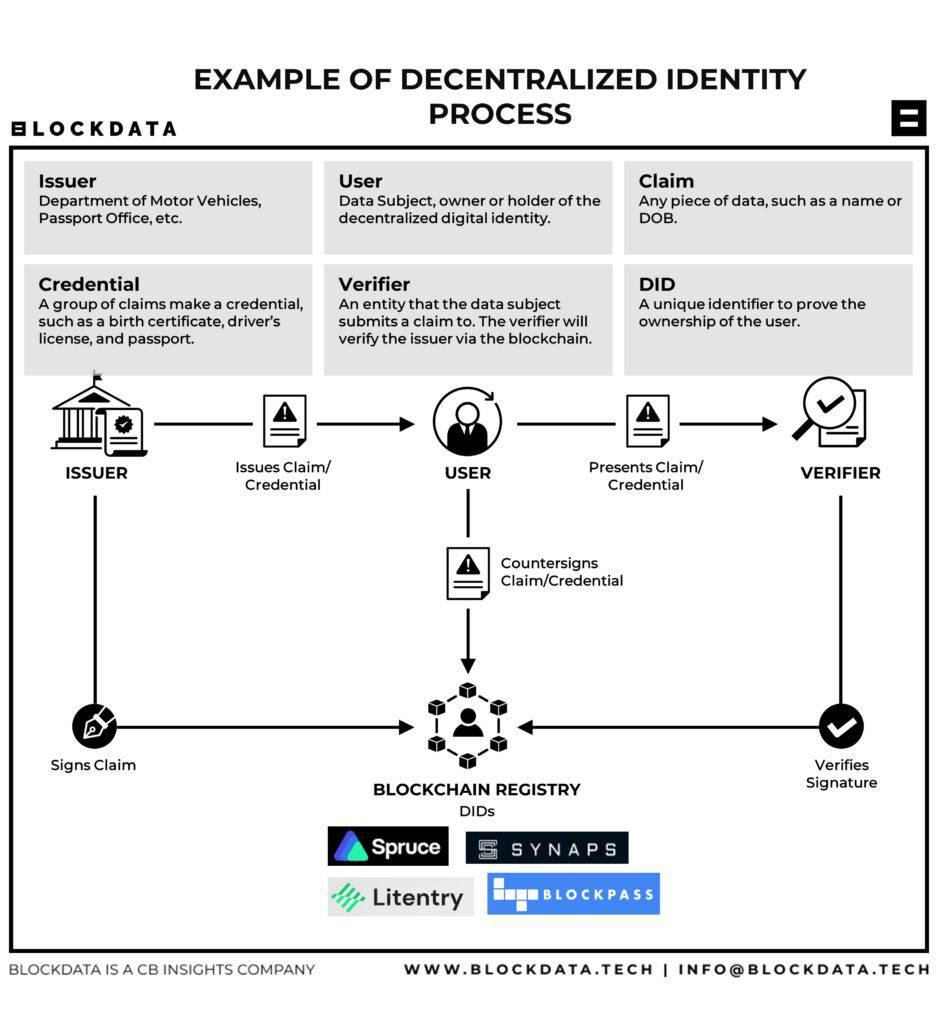 EXAMPLE OF DECENTRALIZED IDENTITY
PROCESS
BLOCKDATA
Issuer
Department of Motor Vehicles,
Passport Office, etc.
User
Data Subject, owner or holder of the
decentralized digital identity.
Claim
Any piece of data, such as a name or
DOB.
Credential
A group of claims make a credential,
such as a birth certificate, driver's
license, and passport.
Verifier
An entity that the data subject
submits a claim to. The verifier will
verify the issuer via the blockchain.
DID
A unique identifier to prove the
ownership of the user.
ISSUER
Issues Claim/
Credential
USER
Presents Claim/
Credential
VERIFIER
Countersigns
Claim/Credential
Signs Claim
Verifies
Signature
BLOCKCHAIN REGISTRY
DIDs
Spruce
SYNAPS
Litentry
BLOCKPASS
BLOCKDATA IS A CB INSIGHTS COMPANY
WWW.BLOCKDATA.TECH | INFO@BLOCKDATA.TECH